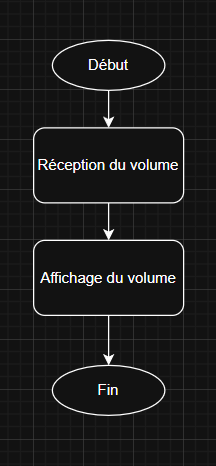 Début
Réception du volume
Affichage du volume
Fin